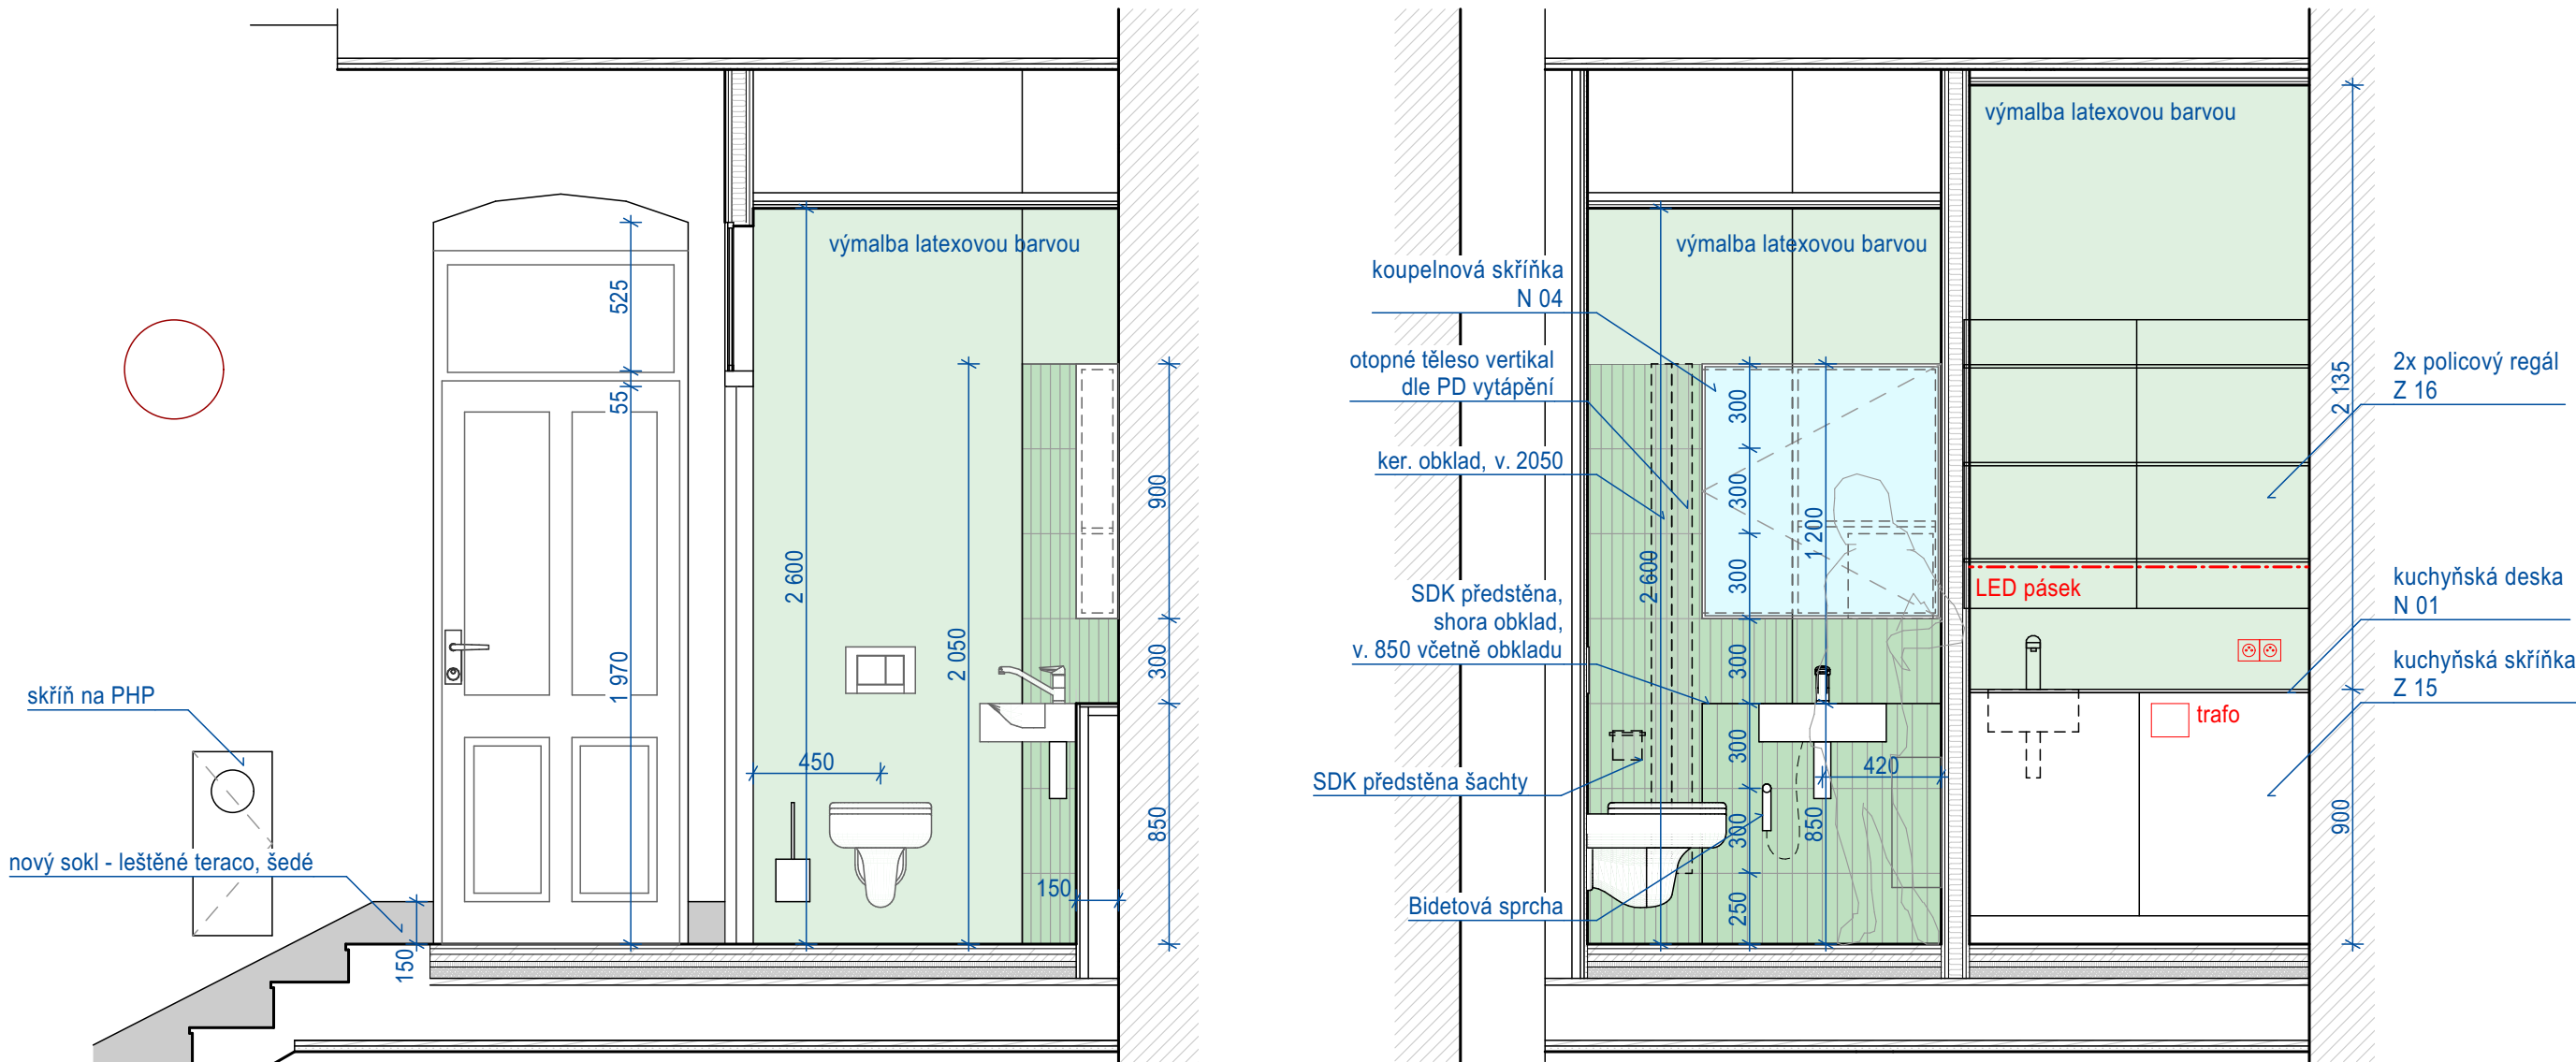 výmalba latexovou barvou
525
55
1 970
2 600
2 050
450
900
300
850
150
150
skříň na PHP
nový sokl - leštěné teraco, šedé
výmalba latexovou barvou
výmalba latexovou barvou
koupelnová skříňka
N 04
otopné těleso vertikal
dle PD vytápění
ker. obklad, v. 2050
SDK předstěna,
shora obklad,
v. 850 včetně obkladu
SDK předstěna šachty
Bidetová sprcha
2 600
300
300
300
300
300
300
250
1 200
850
420
LED pásek
trafo
2 135
900
2x policový regál
Z 16
kuchyňská deska
N 01
kuchyňská skříňka
Z 15